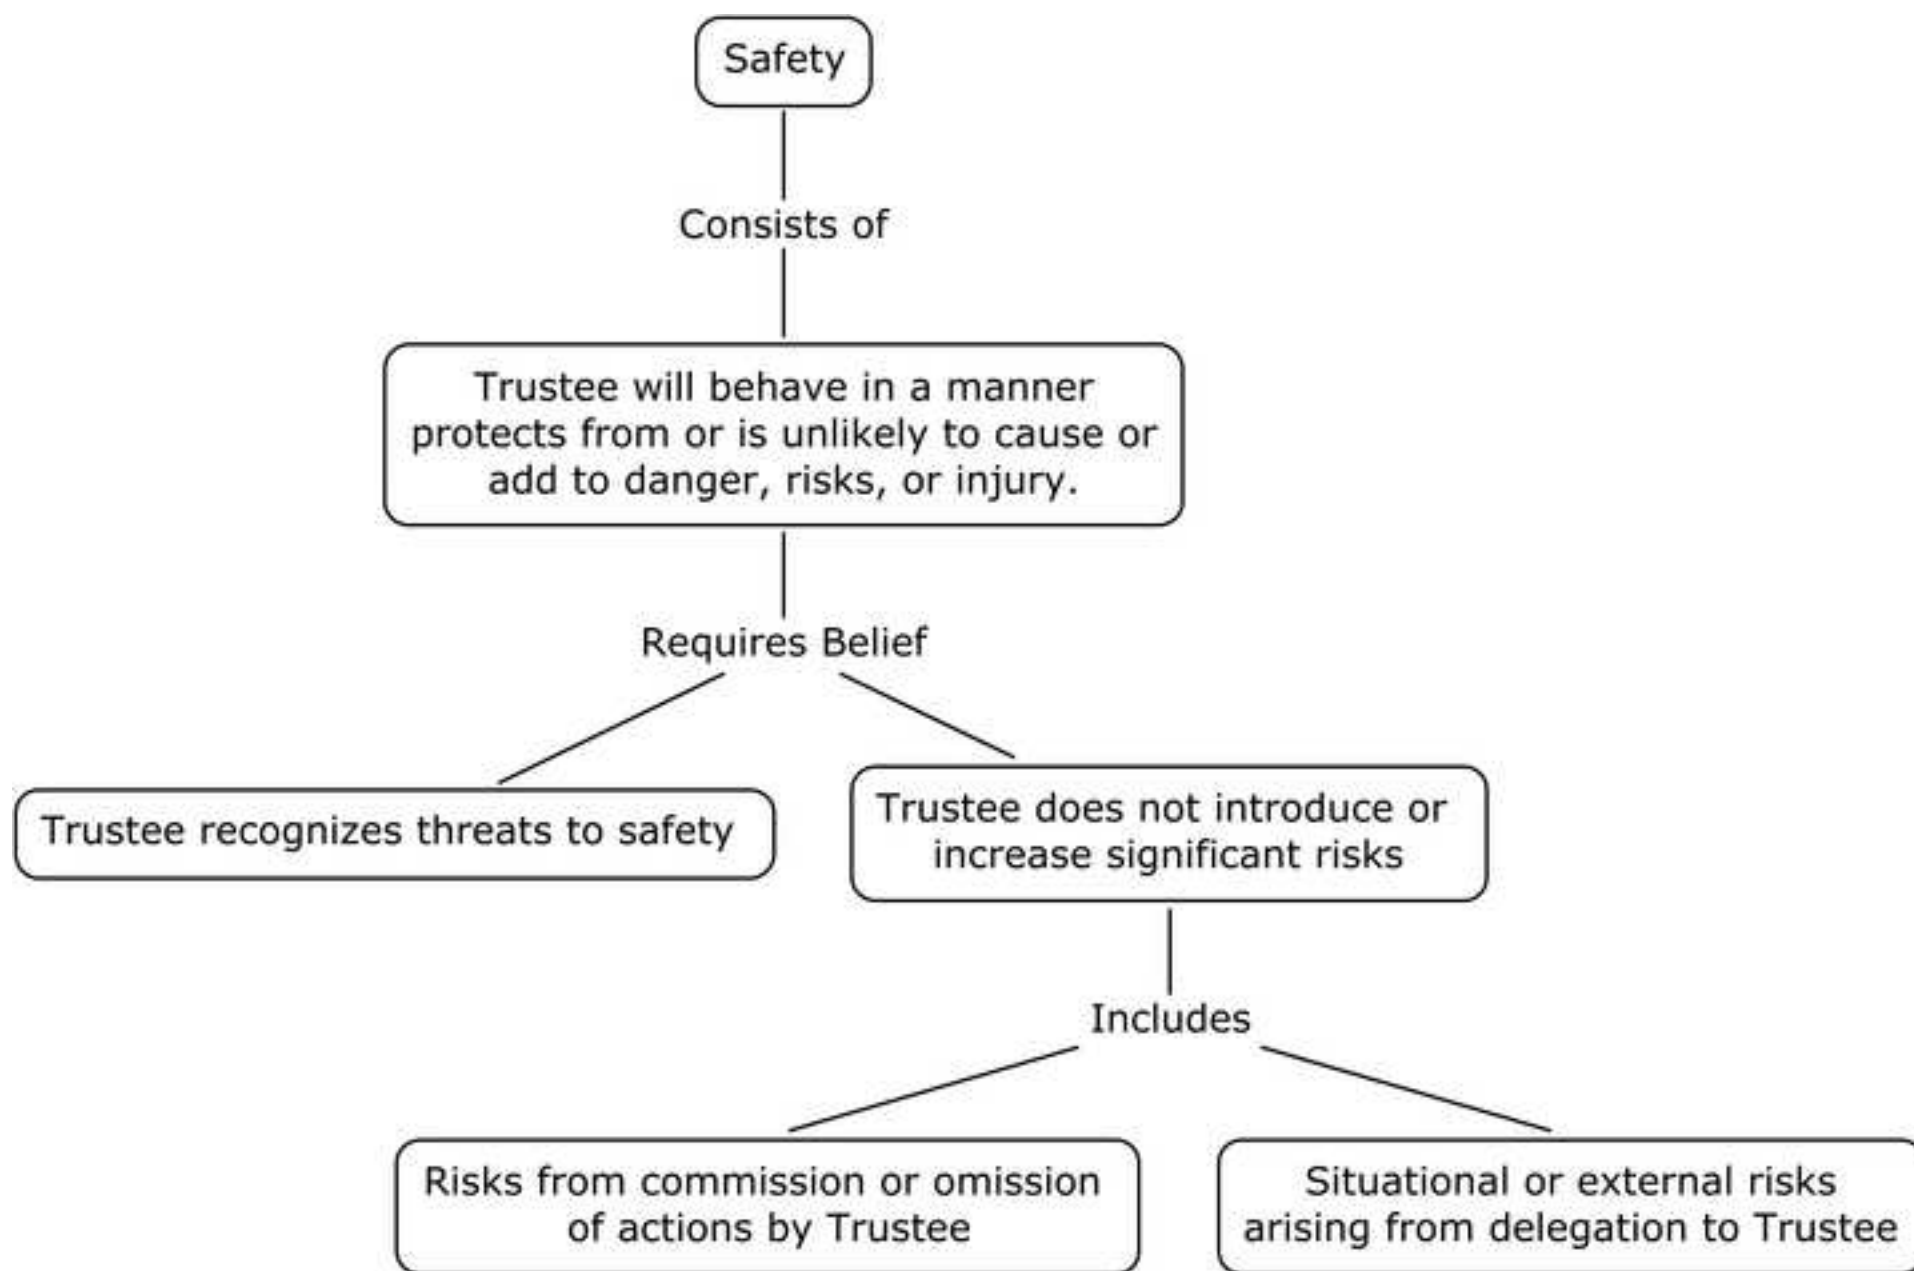 Safety
Consists of
Trustee will behave in a manner
protects from or is unlikely to cause or
add to danger, risks, or injury.
Requires Belief
Trustee recognizes threats to safety
Trustee does not introduce or
increase significant risks
Includes
Risks from commission or omission
of actions by Trustee
Situational or external risks
arising from delegation to Trustee